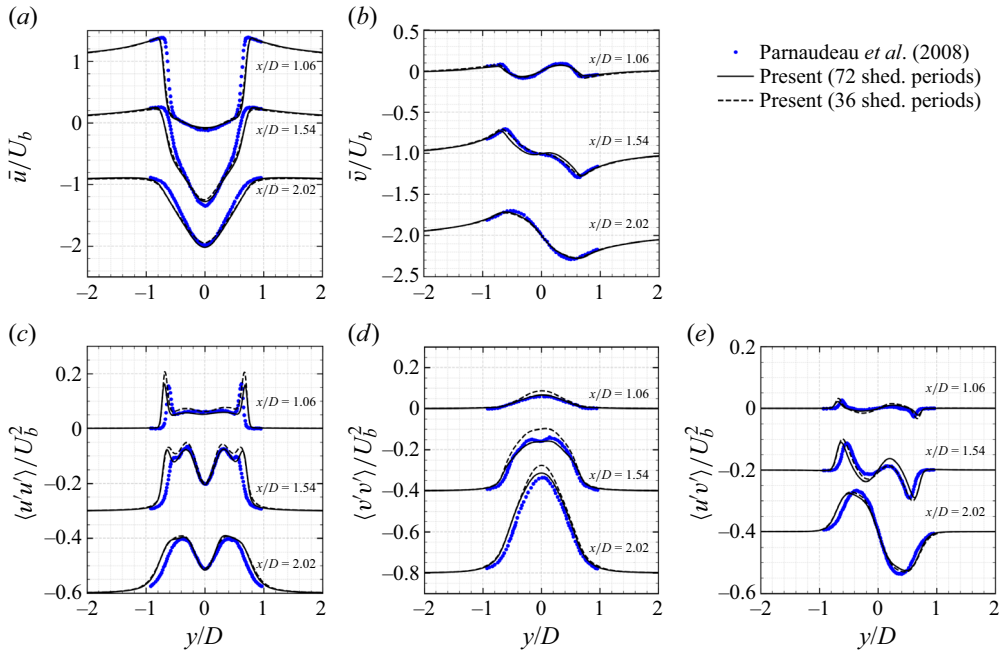 (a)
1
0
−1
−2
ū/U_b
x/D = 1.06
x/D = 1.54
x/D = 2.02
−2 −1 0 1 2
(b)
0.5
0
−0.5
−1.0
−1.5
−2.0
−2.5
v̄/U_b
x/D = 1.06
x/D = 1.54
x/D = 2.02
−2 −1 0 1 2
Parnaudeau et al. (2008)
Present (72 shed. periods)
Present (36 shed. periods)
(c)
0.2
0
−0.2
−0.4
−0.6
⟨u′u′⟩/U_b^2
x/D = 1.06
x/D = 1.54
x/D = 2.02
−2 −1 0 1 2
y/D
(d)
0.2
0
−0.2
−0.4
−0.6
−0.8
⟨v′v′⟩/U_b^2
x/D = 1.06
x/D = 1.54
x/D = 2.02
−2 −1 0 1 2
y/D
(e)
0.2
0
−0.2
−0.4
−0.6
⟨u′v′⟩/U_b^2
x/D = 1.06
x/D = 1.54
x/D = 2.02
−2 −1 0 1 2
y/D